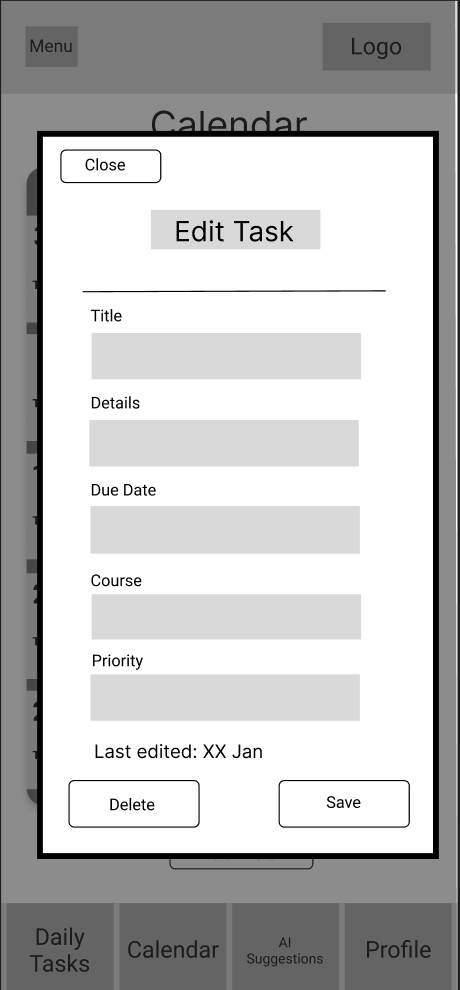 Menu
Logo
Calendar
Close
Edit Task
Title
Details
Due Date
Course
Priority
Last edited: XX Jan
Delete
Save
Daily
Tasks
Calendar
AI
Suggestions
Profile